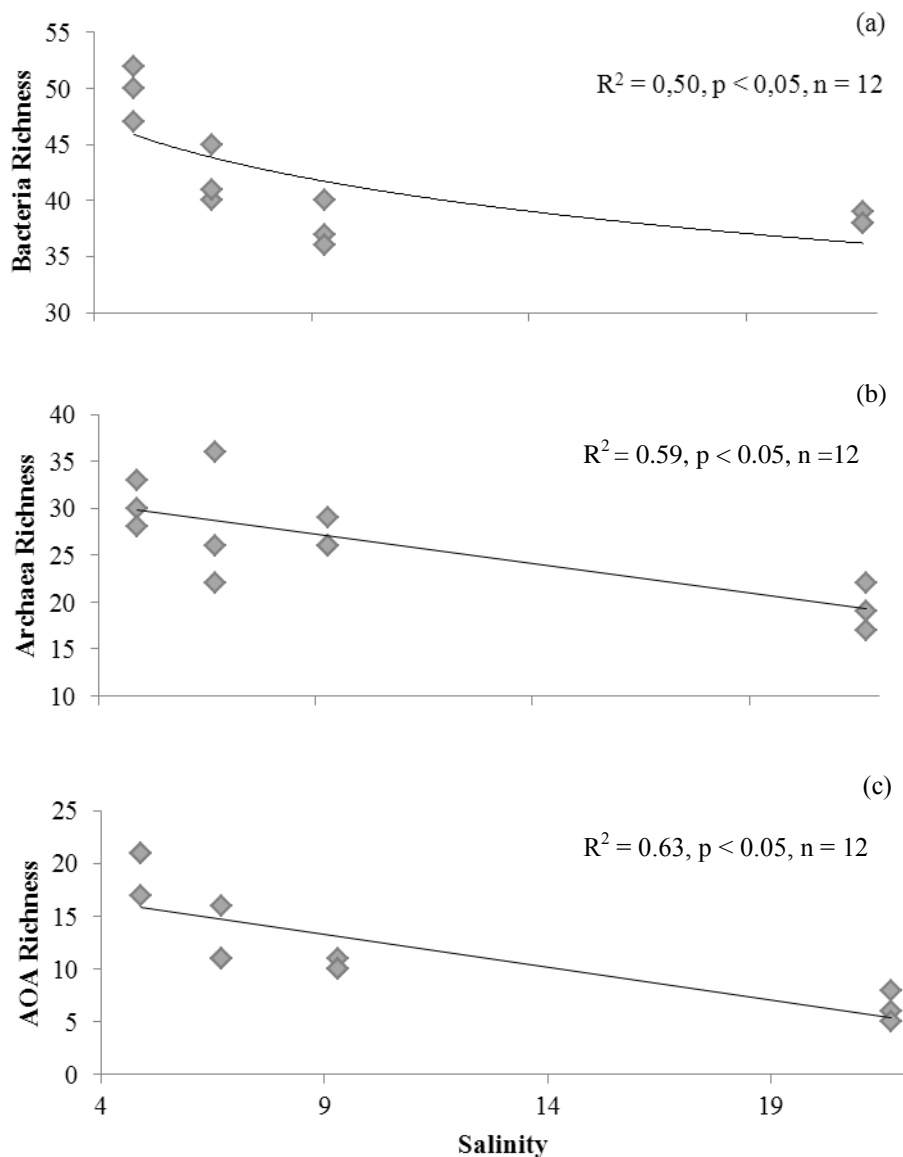 (a)
R² = 0,50, p < 0,05, n = 12
Bacteria Richness
55
50
45
40
35
30
(b)
R² = 0.59, p < 0.05, n =12
Archaea Richness
40
35
30
25
20
15
10
(c)
R² = 0.63, p < 0.05, n = 12
AOA Richness
25
20
15
10
5
0
4 9 14 19
Salinity